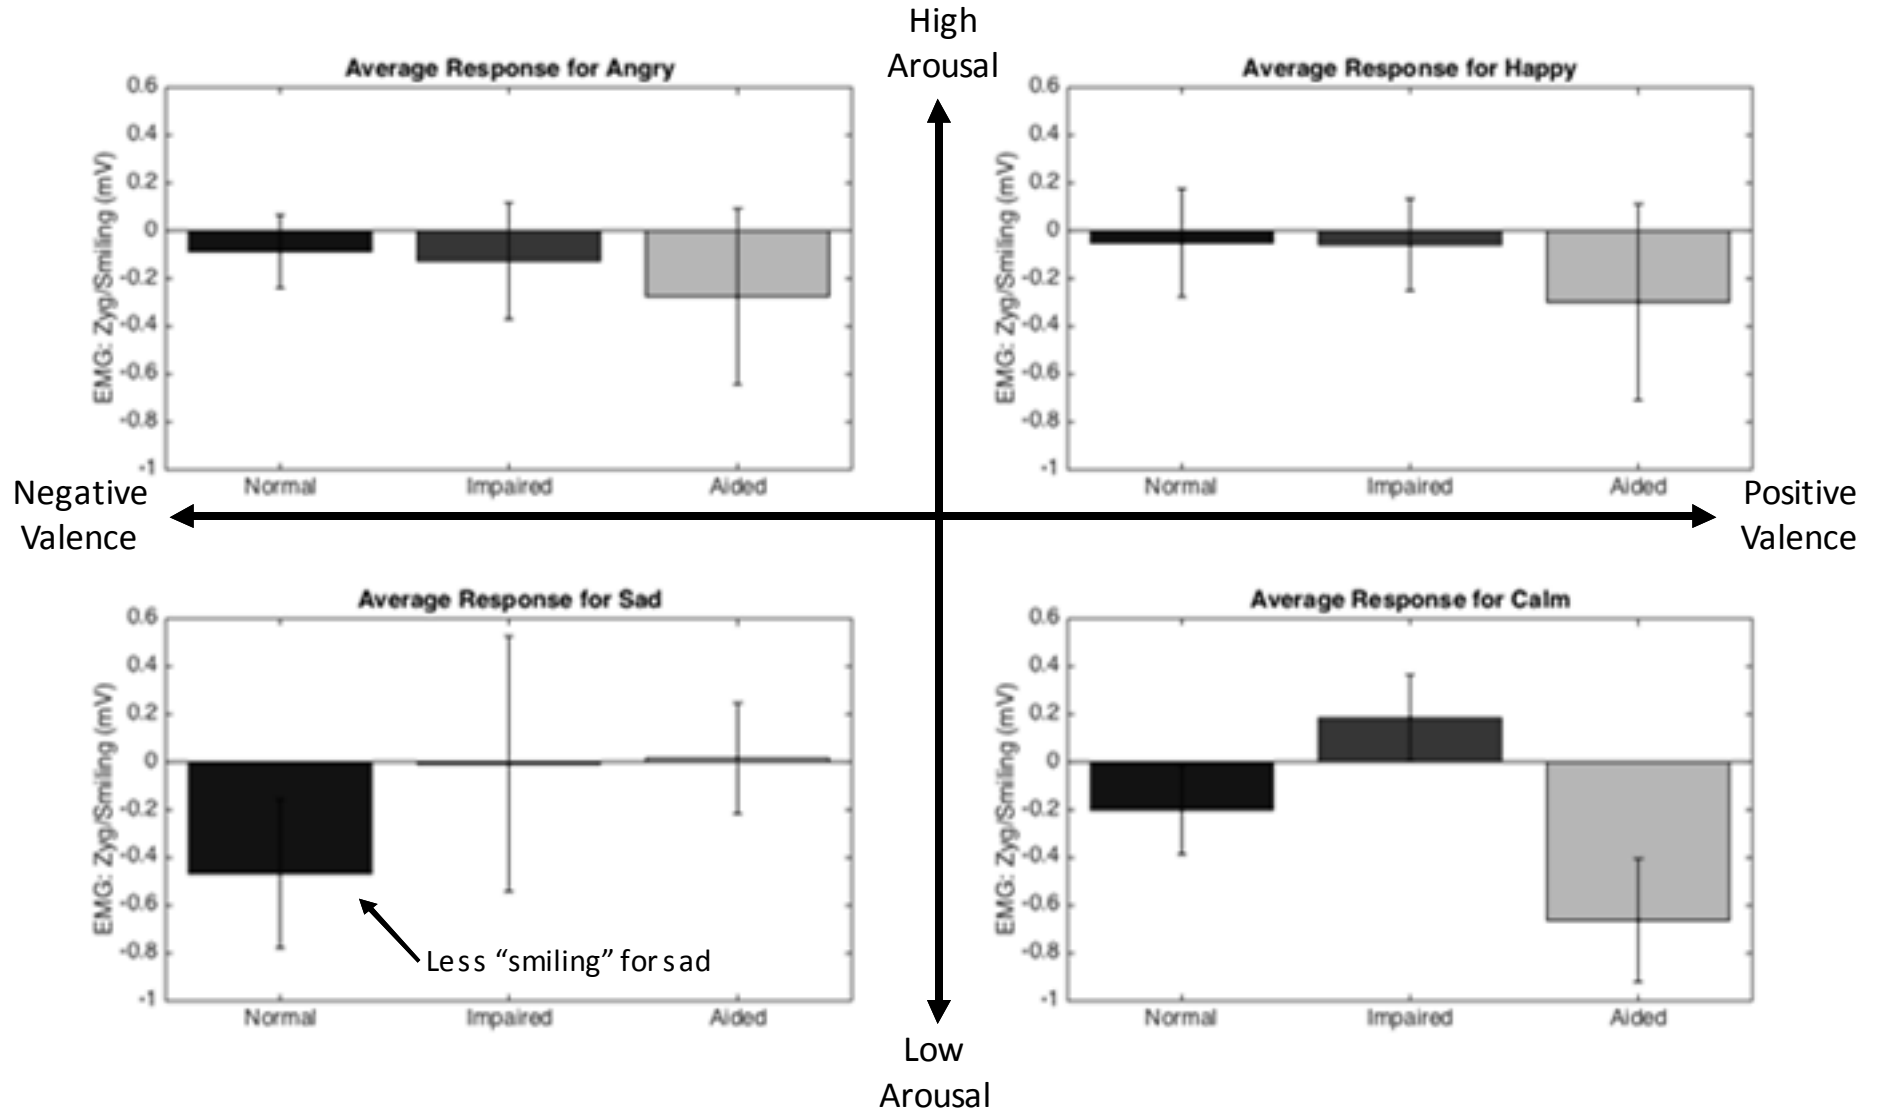 High
Arousal
Average Response for Angry
0.6
0.4
0.2
0
-0.2
-0.4
-0.6
-0.8
-1
EMG: Zyg/Smiling (mV)
Normal Impaired Aided
Average Response for Happy
0.6
0.4
0.2
0
-0.2
-0.4
-0.6
-0.8
-1
EMG: Zyg/Smiling (mV)
Normal Impaired Aided
Negative
Valence
Positive
Valence
Average Response for Sad
0.6
0.4
0.2
0
-0.2
-0.4
-0.6
-0.8
-1
EMG: Zyg/Smiling (mV)
Less “smiling” for sad
Normal Impaired Aided
Average Response for Calm
0.6
0.4
0.2
0
-0.2
-0.4
-0.6
-0.8
-1
EMG: Zyg/Smiling (mV)
Normal Impaired Aided
Low
Arousal